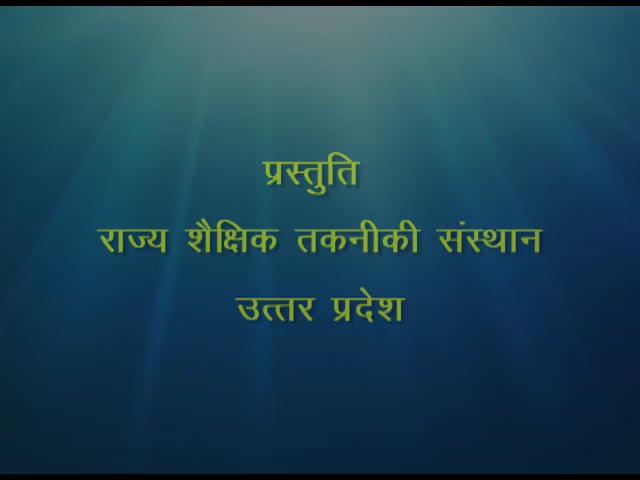 प्रस्तुति
राज्य शैक्षिक तकनीकी संस्थान
उत्तर प्रदेश